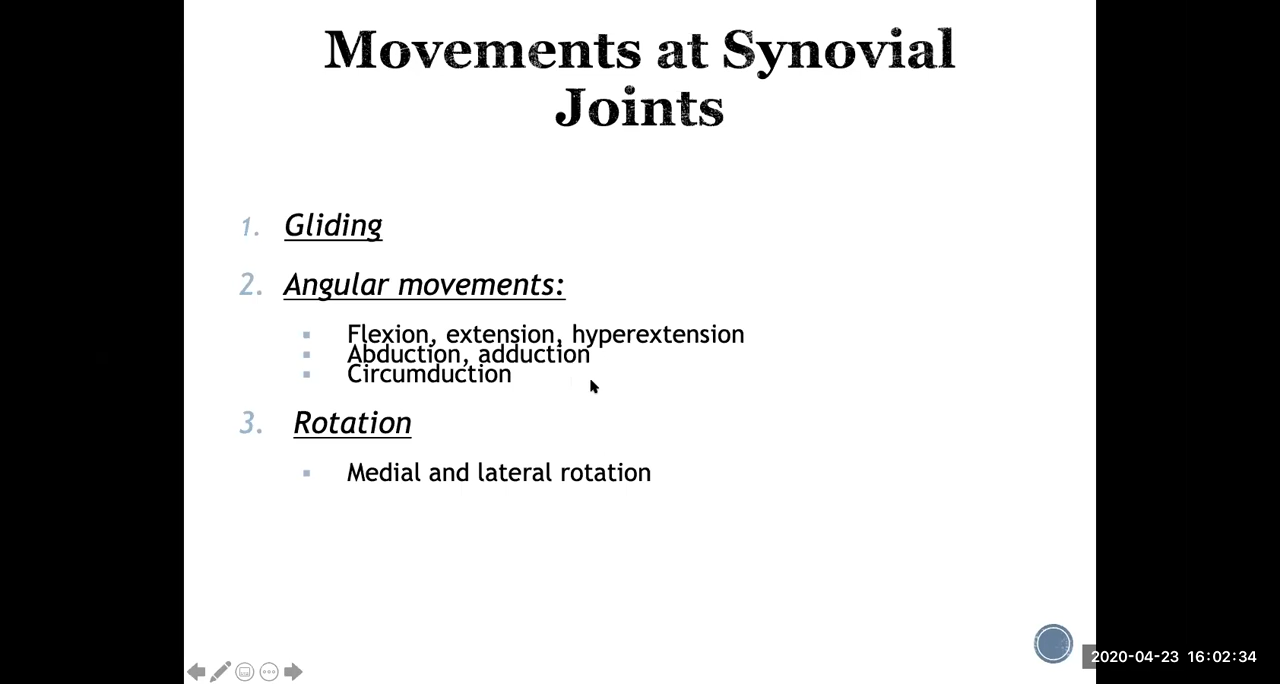 Movements at Synovial
Joints
1. Gliding
2. Angular movements:
Flexion, extension, hyperextension
Abduction, adduction
Circumduction
3. Rotation
Medial and lateral rotation
2020-04-23 16:02:34